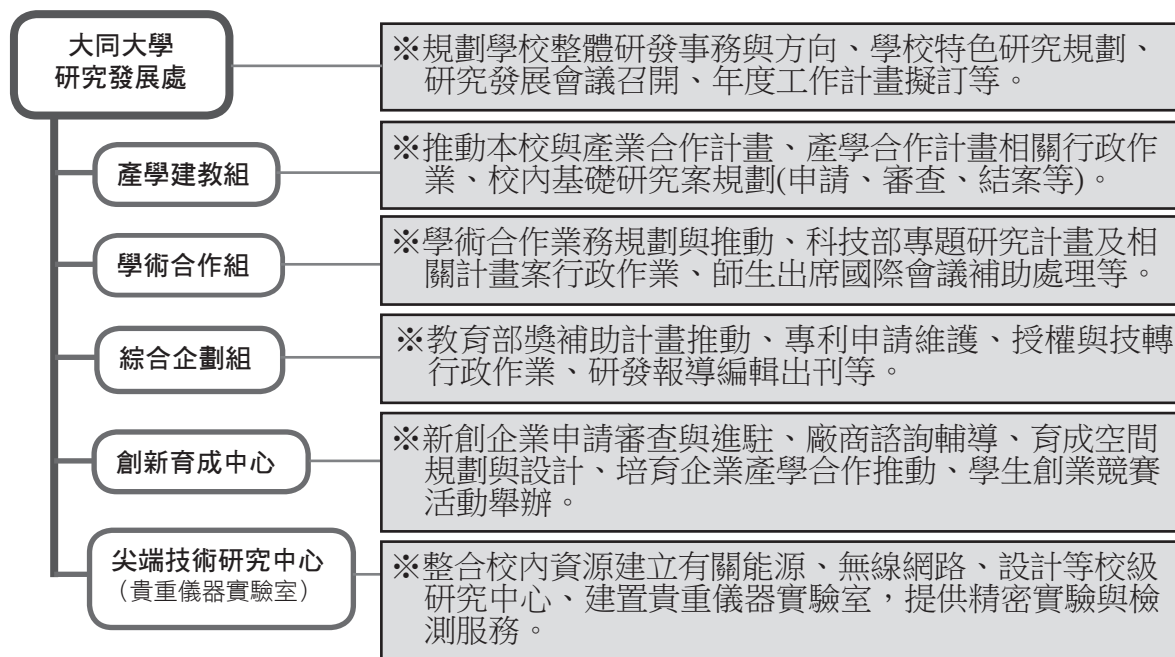 大同大學
研究發展處
※規劃學校整體研發事務與方向、學校特色研究規劃、
研究發展會議召開、年度工作計畫擬訂等。
產學建教組
※推動本校與產業合作計畫、產學合作計畫相關行政作
業、校內基礎研究案規劃(申請、審查、結案等)。
學術合作組
※學術合作業務規劃與推動、科技部專題研究計畫及相
關計畫案行政作業、師生出席國際會議補助處理等。
綜合企劃組
※教育部獎補助計畫推動、專利申請維護、授權與技轉
行政作業、研發報導編輯出刊等。
創新育成中心
※新創企業申請審查與進駐、廠商諮詢輔導、育成空間
規劃與設計、培育企業產學合作推動、學生創業競賽
活動舉辦。
尖端技術研究中心
（貴重儀器實驗室）
※整合校內資源建立有關能源、無線網路、設計等校級
研究中心、建置貴重儀器實驗室，提供精密實驗與檢
測服務。